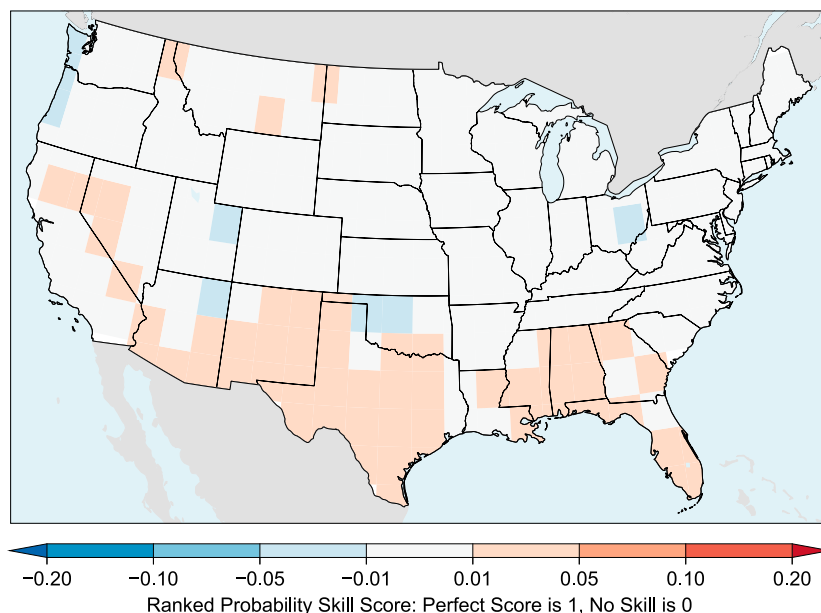 −0.20 −0.10 −0.05 −0.01 0.01 0.05 0.10 0.20
Ranked Probability Skill Score: Perfect Score is 1, No Skill is 0